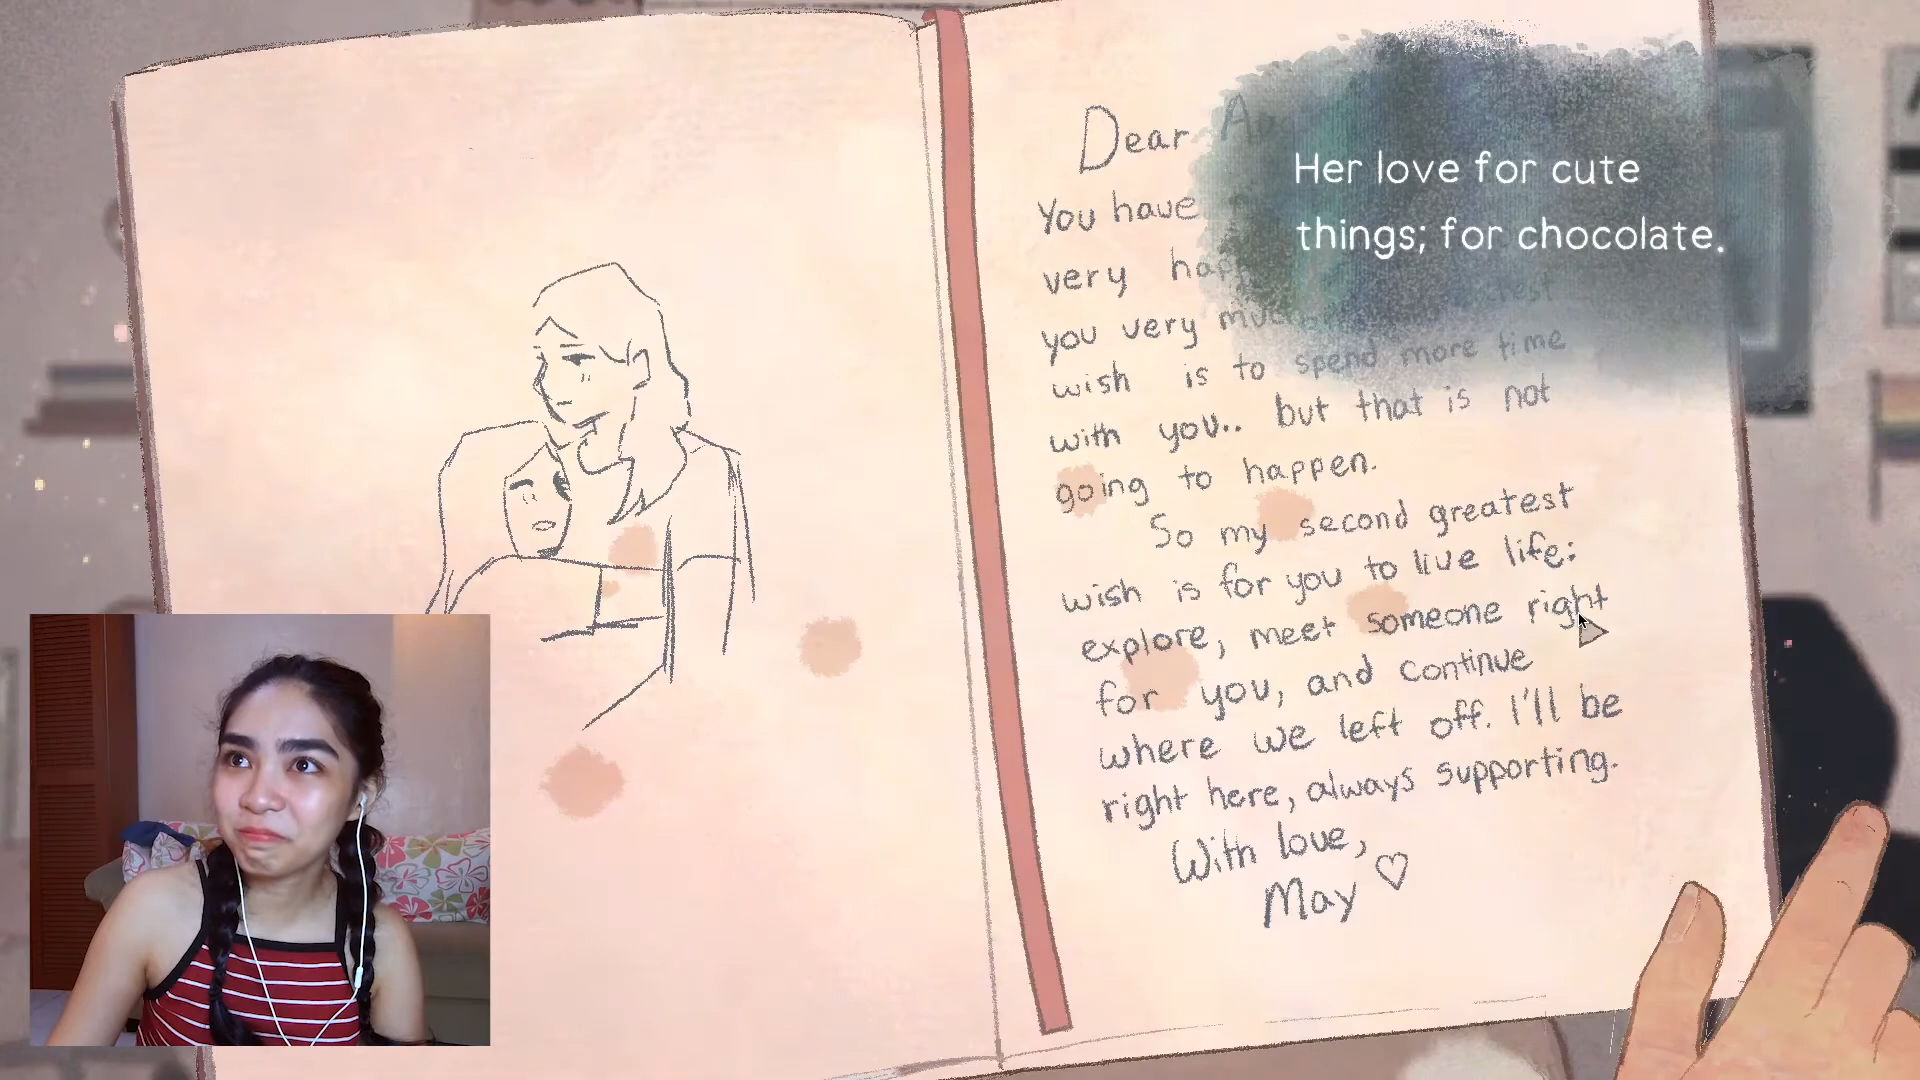 Dear
You have
very
you very
wish is to spend more time
with you.. but that is not
going to happen.
So my second greatest
wish is for you to live life:
explore, meet someone right
for you, and continue
where we left off. I'll be
right here, always supporting.
With love,
May ♡
Her love for cute
things; for chocolate.